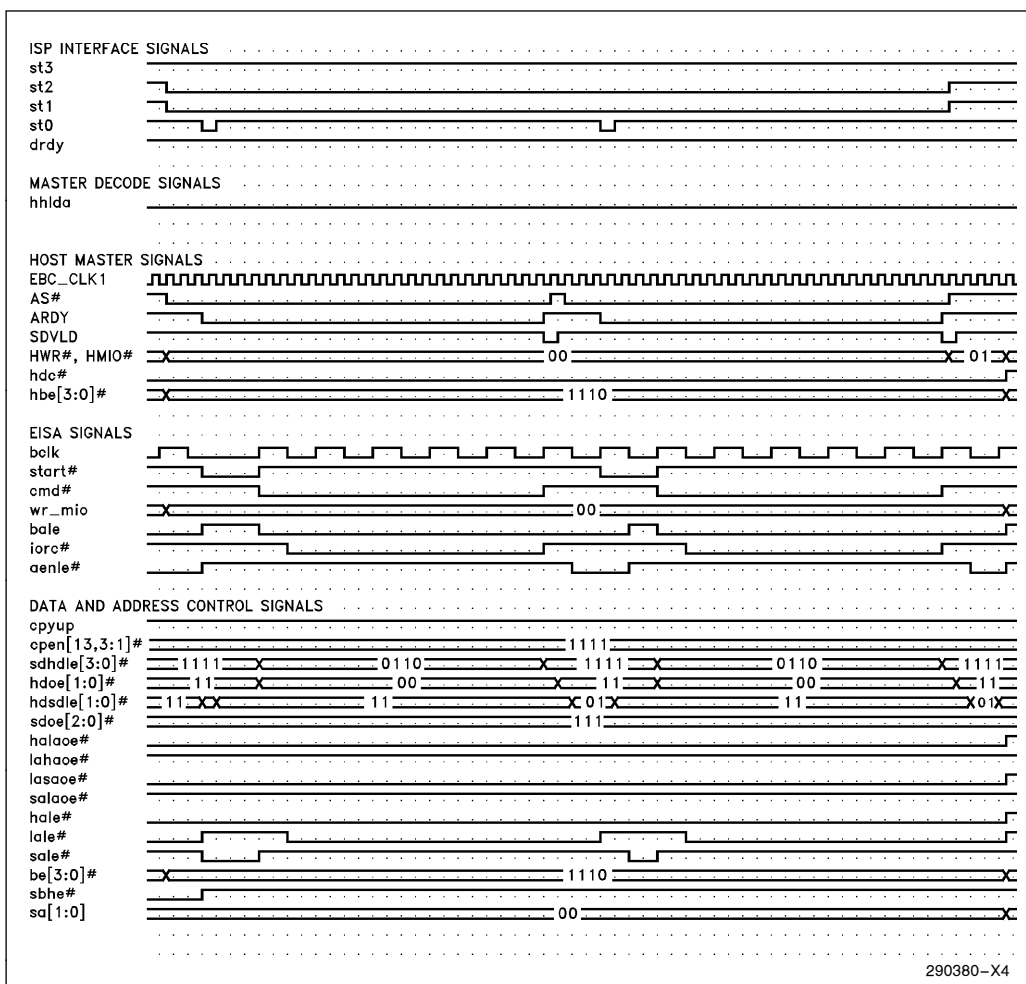 ISP INTERFACE SIGNALS
st3
st2
st1
st0
drdy
MASTER DECODE SIGNALS
hhlda
HOST MASTER SIGNALS
EBC_CLK1
AS#
ARDY
SDVLD
HWR#, HMIO# 00 01
hdc#
hbe[3:0]# 1110
EISA SIGNALS
bclk
start#
cmd#
wr_mio 00
bale
iorc#
aenle#
DATA AND ADDRESS CONTROL SIGNALS
cpyup
cpen[13,3:1]# 1111
sdhdle[3:0]# 1111 0110 1111 0110 1111
hdoe[1:0]# 11 00 11 00 11
hdsdle[1:0]# 11 11 01 11 01
sdoe[2:0]# 111
halaoe#
lahaoe#
lasaoe#
salaoe#
hale#
lale#
sale#
be[3:0]# 1110
sbhe#
sa[1:0] 00
290380-X4